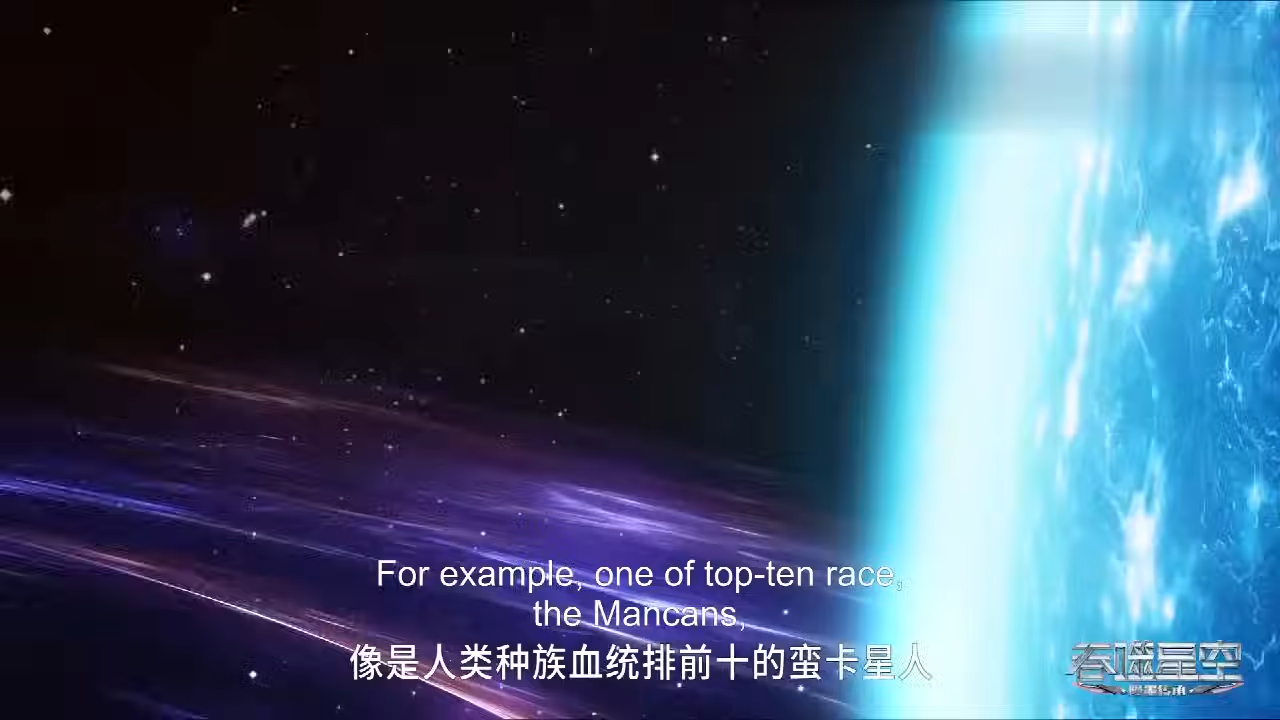 For example, one of top-ten race,
the Mancans,
像是人类种族血统排前十的蛮卡星人
吞噬星空